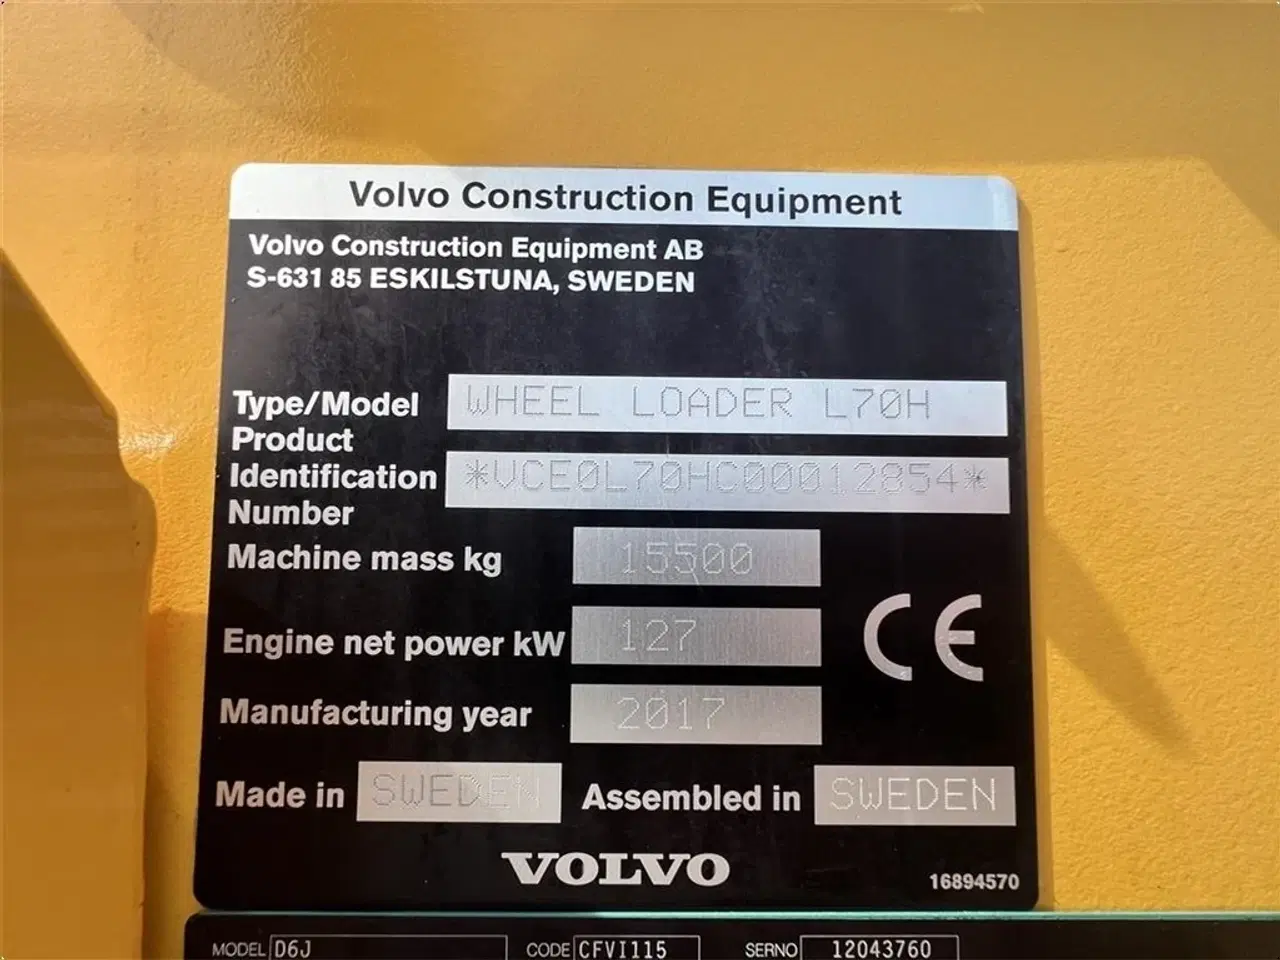 Volvo Construction Equipment
Volvo Construction Equipment AB
S-631 85 ESKILSTUNA, SWEDEN
Type/Model WHEEL LOADER L70H
Product
Identification *VCE0L70HC00012854*
Number
Machine mass kg 15500
Engine net power kW 127
CE
Manufacturing year 2017
Made in SWEDEN Assembled in SWEDEN
VOLVO
16894570
MODEL D6J CODE CFVI115 SERNO 12043760